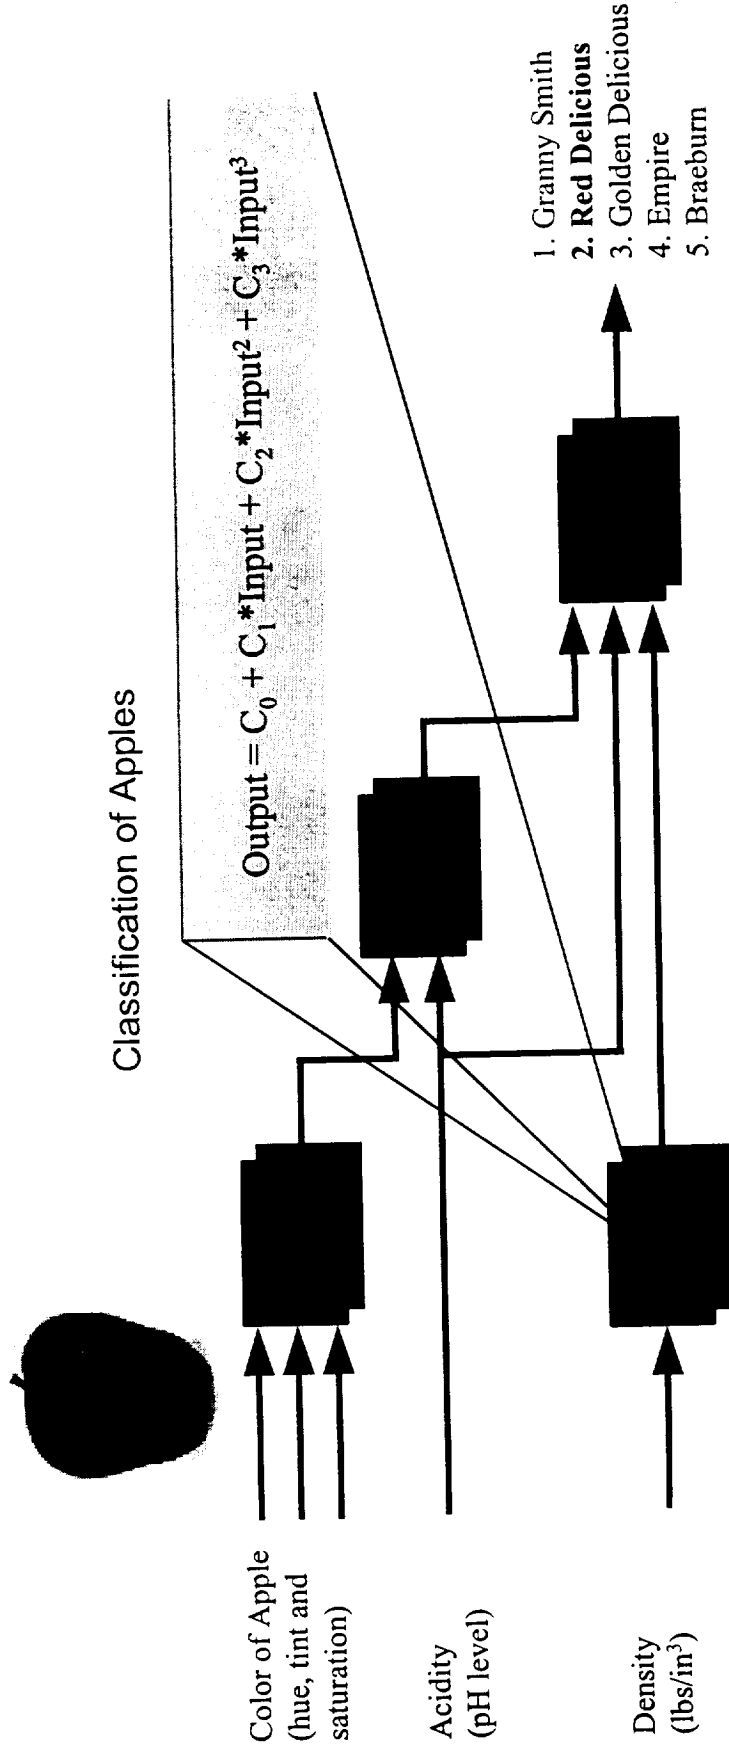 Classification of Apples
Output = C₀ + C₁*Input + C₂*Input² + C₃*Input³
Color of Apple
(hue, tint and
saturation)
Acidity
(pH level)
Density
(lbs/in³)
1. Granny Smith
2. Red Delicious
3. Golden Delicious
4. Empire
5. Braeburn